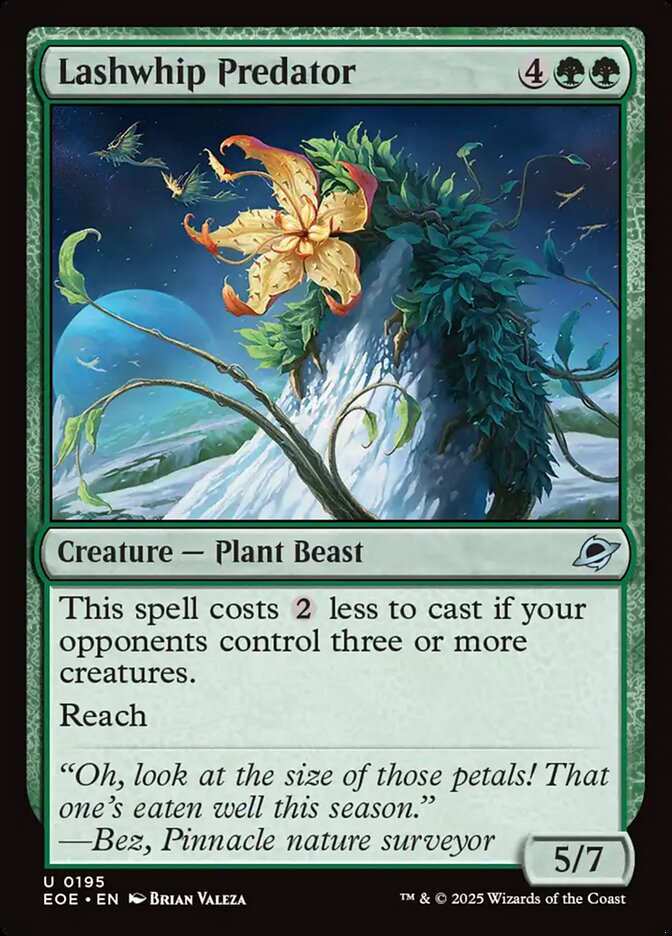 Lashwhip Predator 4
Creature — Plant Beast
This spell costs 2 less to cast if your
opponents control three or more
creatures.
Reach
“Oh, look at the size of those petals! That
one’s eaten well this season.”
—Bez, Pinnacle nature surveyor
5/7
U 0195
EOE • EN Brian Valeza
™ & © 2025 Wizards of the Coast